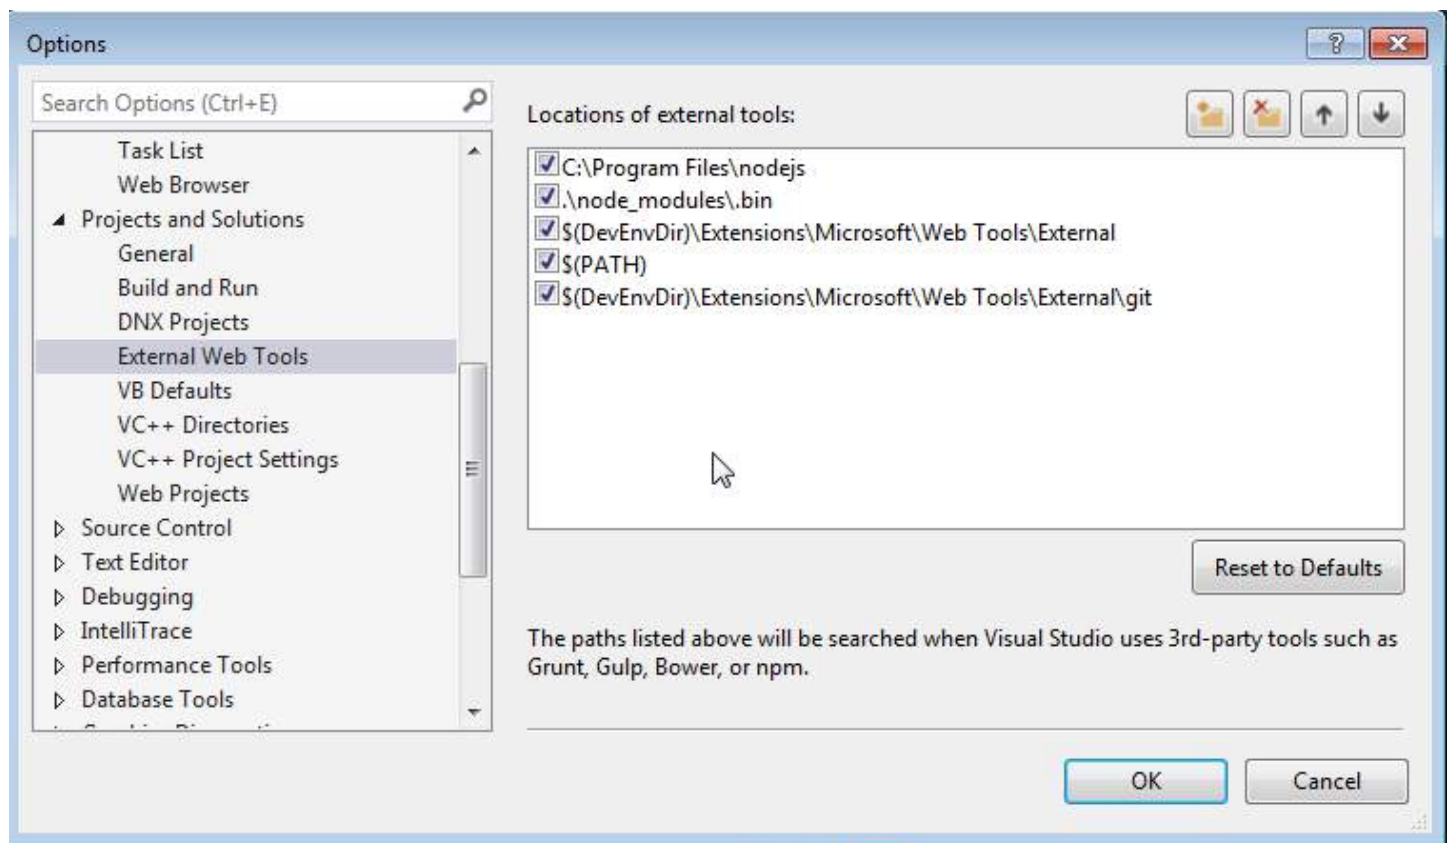 Options
Search Options (Ctrl+E)
Task List
Web Browser
Projects and Solutions
General
Build and Run
DNX Projects
External Web Tools
VB Defaults
VC++ Directories
VC++ Project Settings
Web Projects
Source Control
Text Editor
Debugging
IntelliTrace
Performance Tools
Database Tools
Locations of external tools:
C:\Program Files\nodejs
.\node_modules\.bin
$(DevEnvDir)\Extensions\Microsoft\Web Tools\External
$(PATH)
$(DevEnvDir)\Extensions\Microsoft\Web Tools\External\git
Reset to Defaults
The paths listed above will be searched when Visual Studio uses 3rd-party tools such as
Grunt, Gulp, Bower, or npm.
OK
Cancel